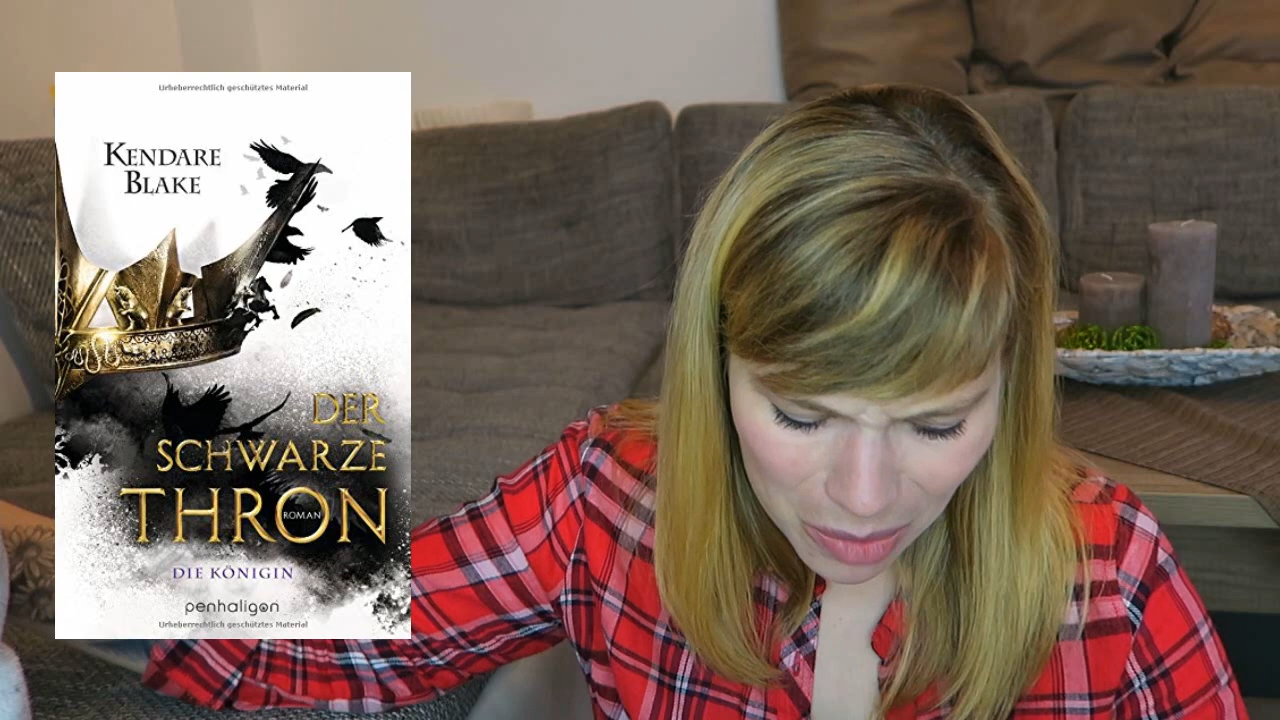 Urheberrechtlich geschütztes Material
KENDARE
BLAKE
DER
SCHWARZE
THRON
ROMAN
DIE KÖNIGIN
penhaligon
Urheberrechtlich geschütztes Material